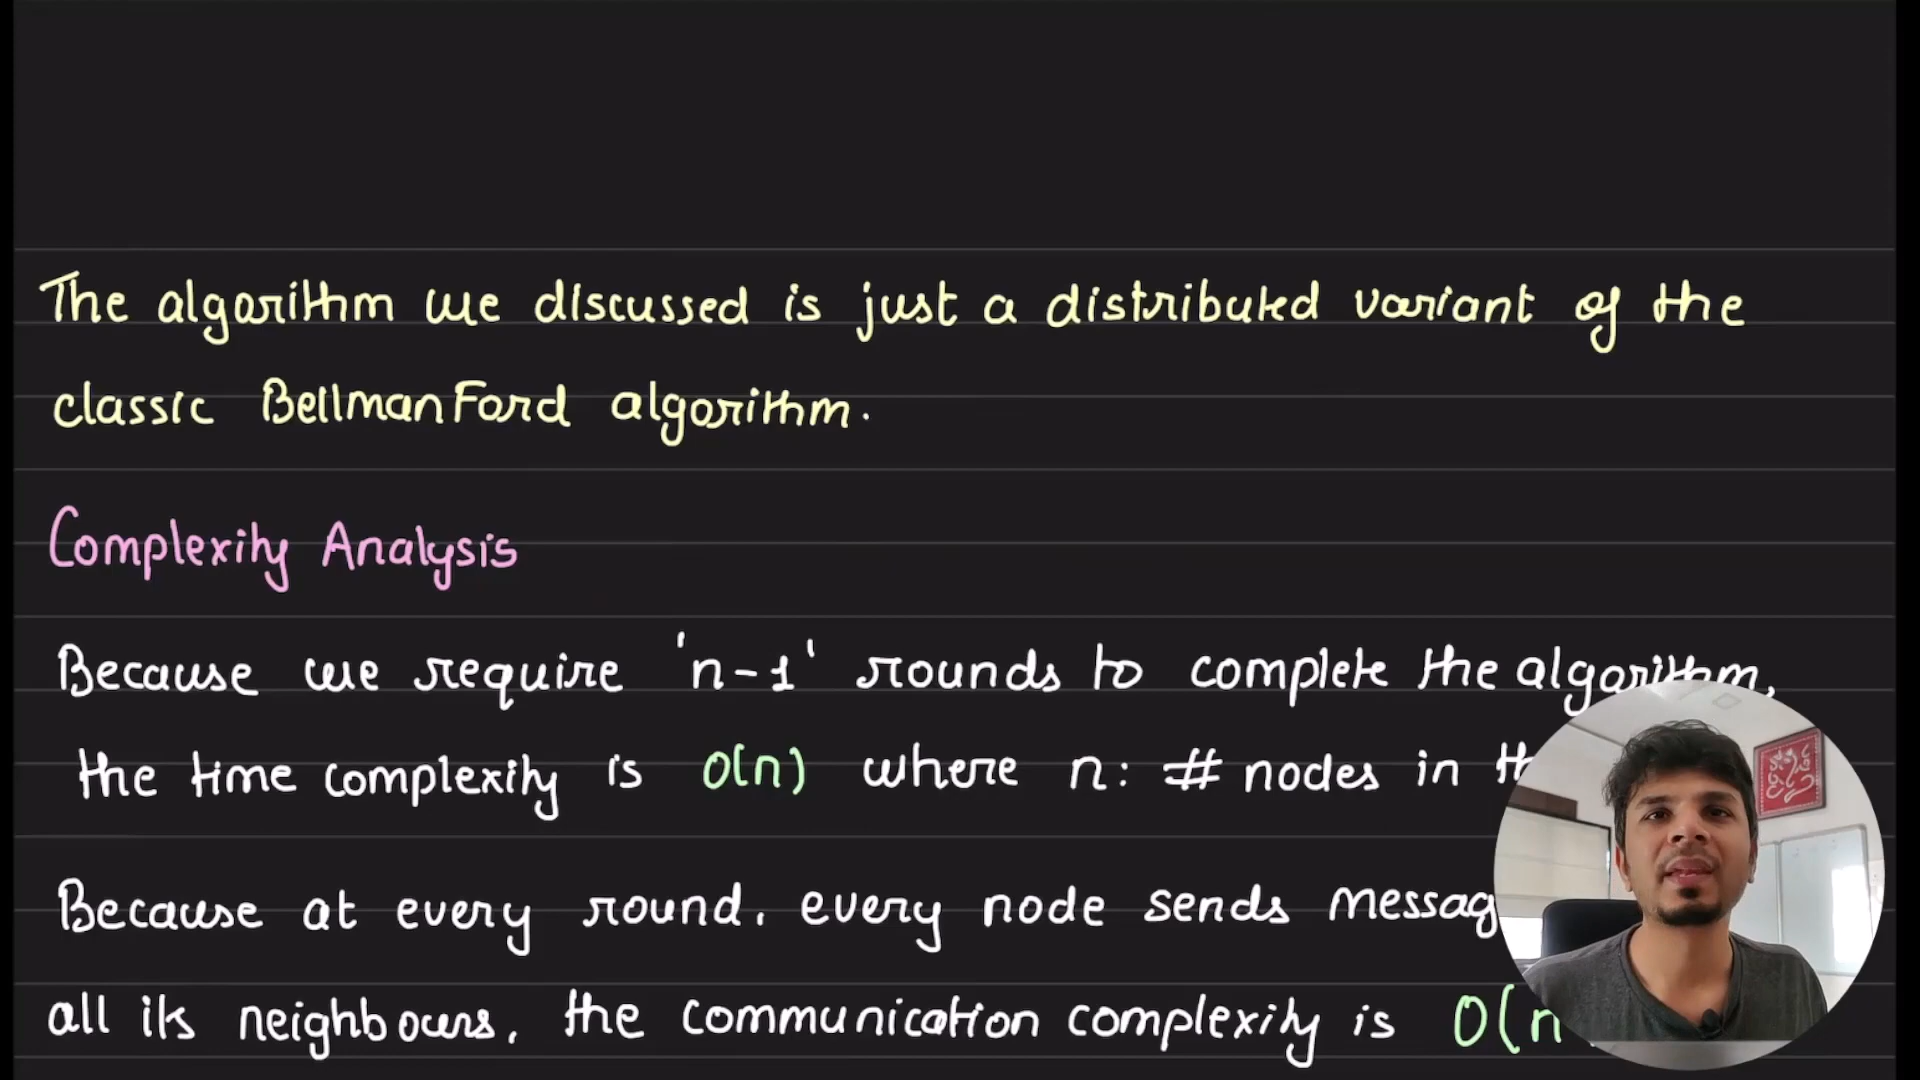 The algorithm we discussed is just a distributed variant of the
classic Bellman Ford algorithm.
Complexity Analysis
Because we require 'n-1' rounds to complete the algorithm,
the time complexity is O(n) where n: # nodes in
Because at every round, every node sends
all its neighbours, the communication complexity is O(n